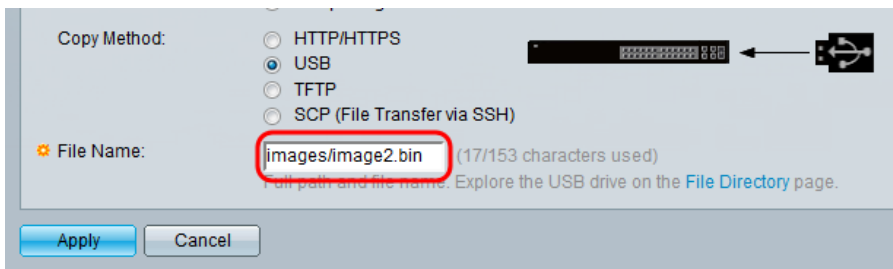 Copy Method:
HTTP/HTTPS
USB
TFTP
SCP (File Transfer via SSH)
File Name:
images/image2.bin (17/153 characters used)
Full path and file name. Explore the USB drive on the File Directory page.
Apply Cancel